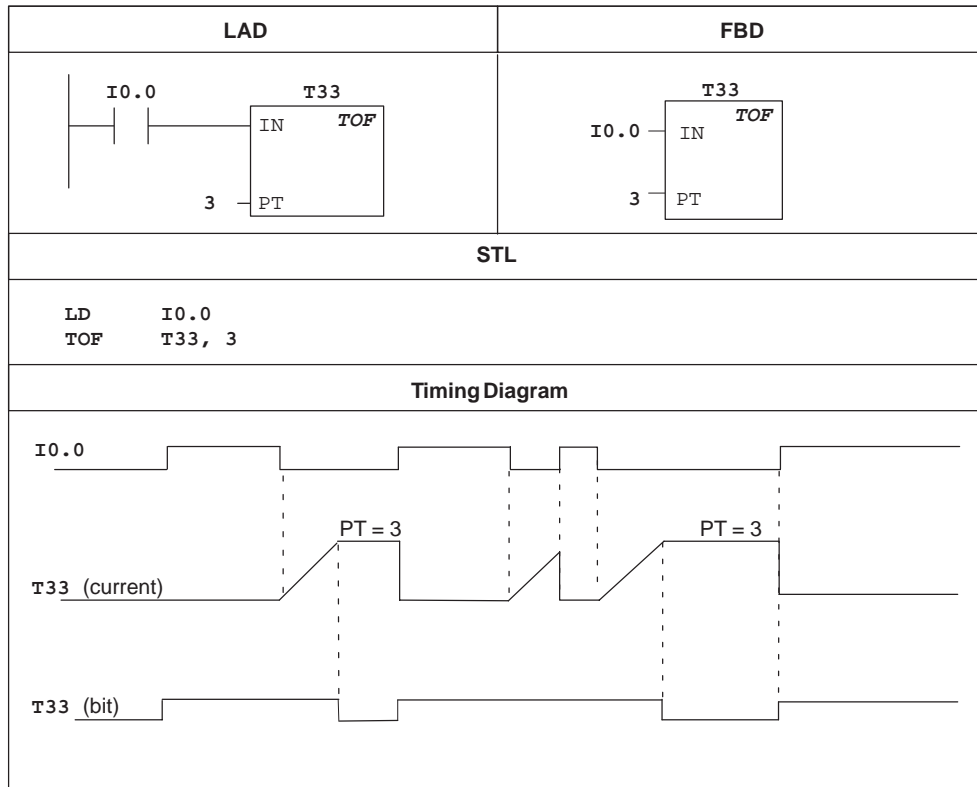 LAD
FBD
I0.0
T33
IN
TOF
3
PT
T33
TOF
I0.0
IN
3
PT
STL
LD I0.0
TOF T33, 3
Timing Diagram
I0.0
PT = 3
PT = 3
T33 (current)
T33 (bit)